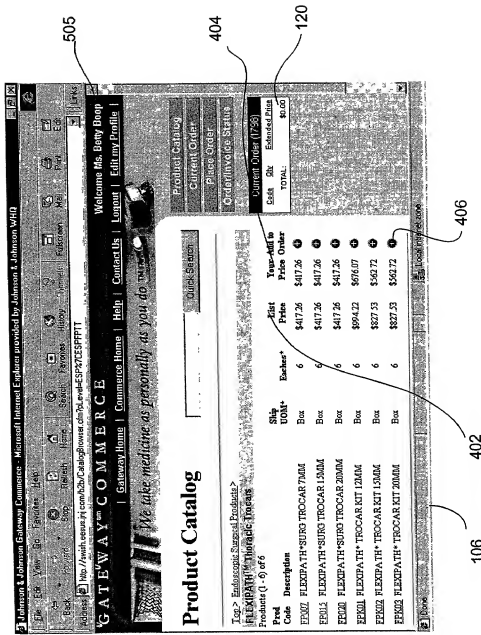 Johnson & Johnson Gateway Commerce - Microsoft Internet Explorer provided by Johnson & Johnson WHQ
File Edit View Go Favorites Help
Back Forward Stop Refresh Home Search Favorites History Fullscreen Mail Print Edit
Address
Links
GATEWAY COMMERCE
Welcome Ms. Betty Boop
| Gateway Home | Commerce Home | Help | Contact Us | Logout | Edit my Profile |
We take medicine as personally as you do
Product Catalog
Quick Search
Product Catalog
Current Order
Place Order
Order/Invoice Status
Current Order (1798)
Code Qty Extended Price
TOTAL: $0.00
Top > Endoscopic Surgical Products >
FLEXIPATH™ Thoracic Trocars
Products (1 - 6) of 6
Prod Code Description Ship UOM* Eaches* List Price Your Price Add to Order
FP007 FLEXIPATH*SURG TROCAR 7MM Box 6 $417.26 $417.26
FP015 FLEXIPATH*SURG TROCAR 15MM Box 6 $417.26 $417.26
FP020 FLEXIPATH*SURG TROCAR 20MM Box 6 $417.26 $417.26
FPK01 FLEXIPATH* TROCAR KIT 12MM Box 6 $994.22 $676.07
FPK02 FLEXIPATH* TROCAR KIT 15MM Box 6 $827.53 $562.72
FPK03 FLEXIPATH* TROCAR KIT 20MM Box 6 $827.53 $562.72
Done
Local intranet zone
505
404
120
406
402
106